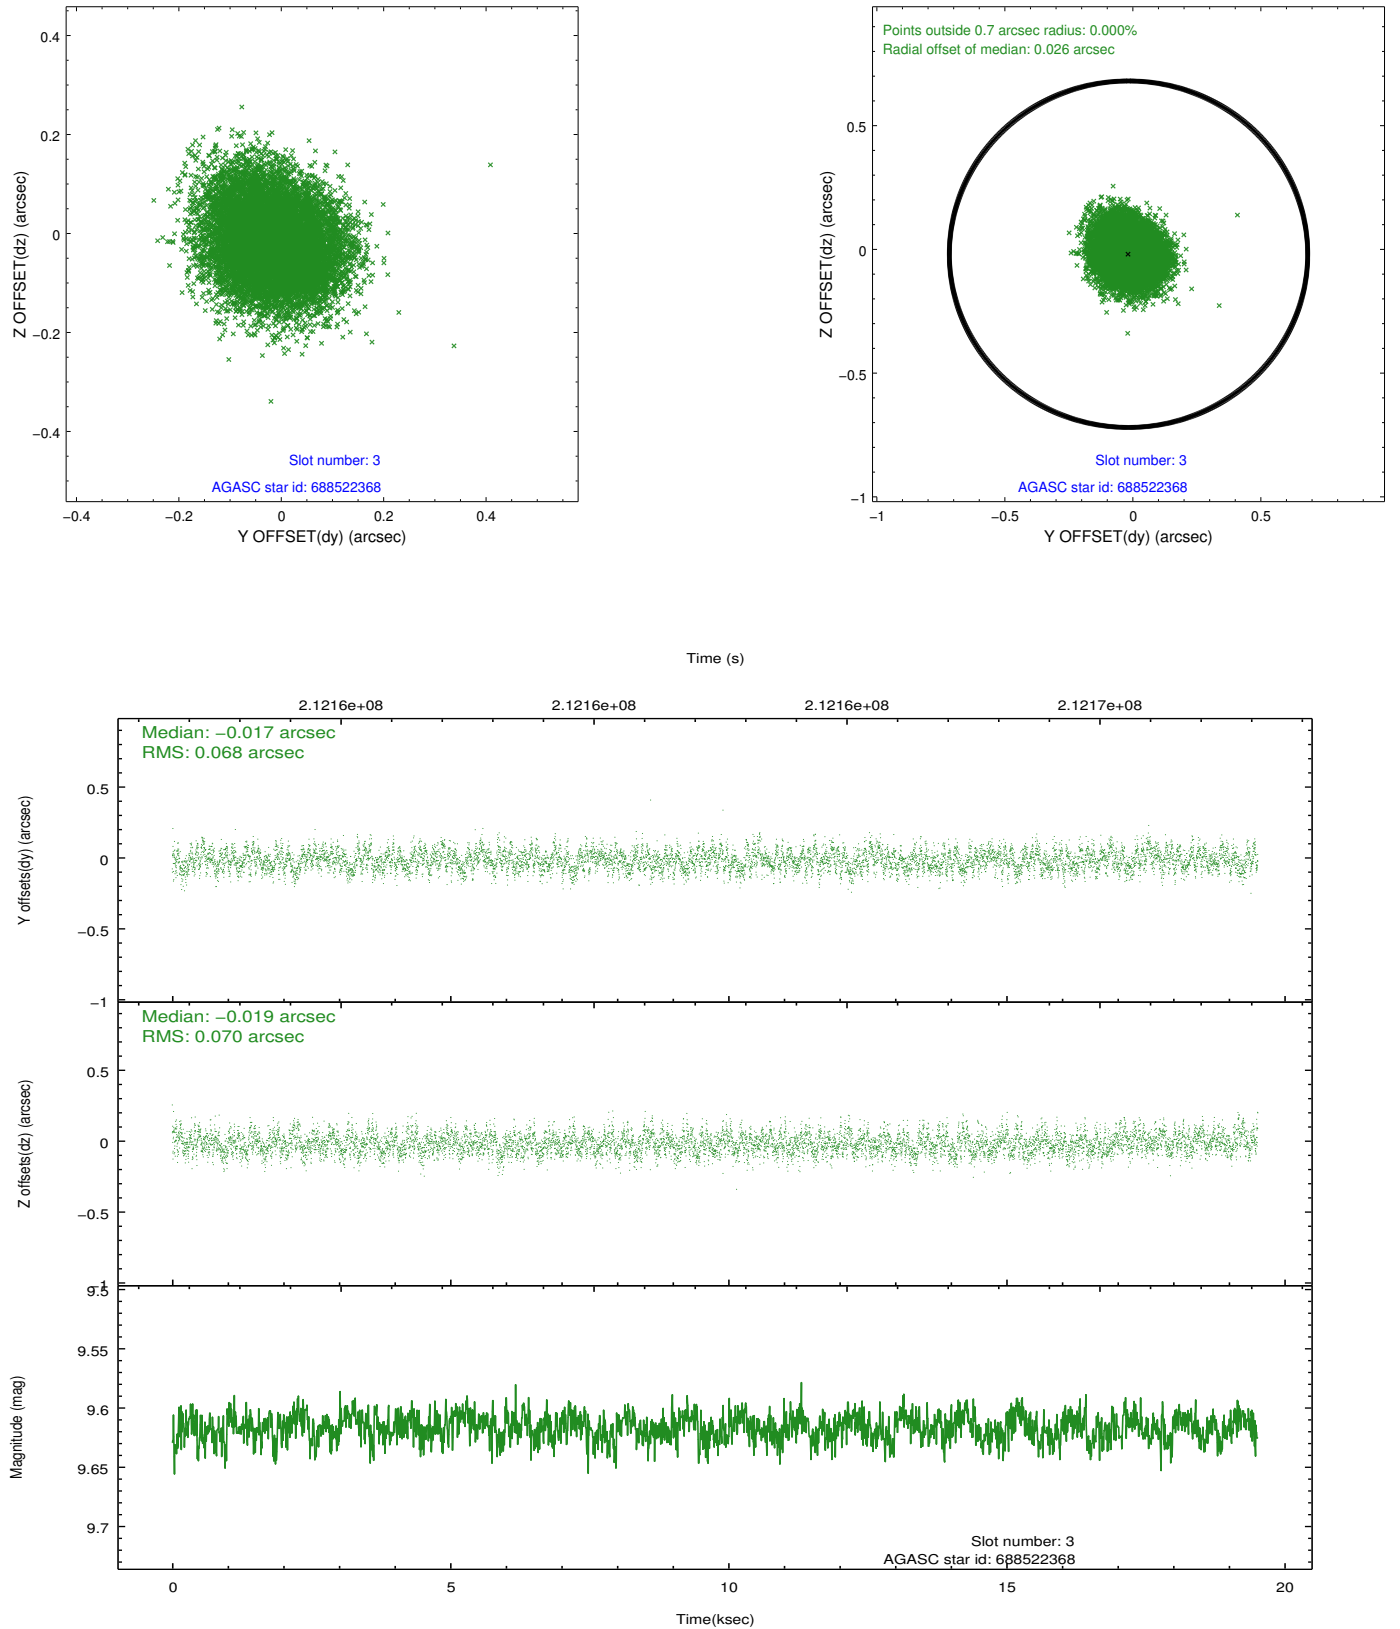 0.4
0.2
0
−0.2
−0.4
Z OFFSET(dz) (arcsec)
Slot number: 3
AGASC star id: 688522368
−0.4 −0.2 0 0.2 0.4
Y OFFSET(dy) (arcsec)
Points outside 0.7 arcsec radius: 0.000%
Radial offset of median: 0.026 arcsec
0.5
0
−0.5
−1
Z OFFSET(dz) (arcsec)
Slot number: 3
AGASC star id: 688522368
−1 −0.5 0 0.5
Y OFFSET(dy) (arcsec)
Time (s)
2.1216e+08 2.1216e+08 2.1216e+08 2.1217e+08
Median: −0.017 arcsec
RMS: 0.068 arcsec
0.5
0
−0.5
−1
Y offsets(dy) (arcsec)
Median: −0.019 arcsec
RMS: 0.070 arcsec
0.5
0
−0.5
−1
Z offsets(dz) (arcsec)
9.5
9.55
9.6
9.65
9.7
Magnitude (mag)
Slot number: 3
AGASC star id: 688522368
0 5 10 15 20
Time(ksec)